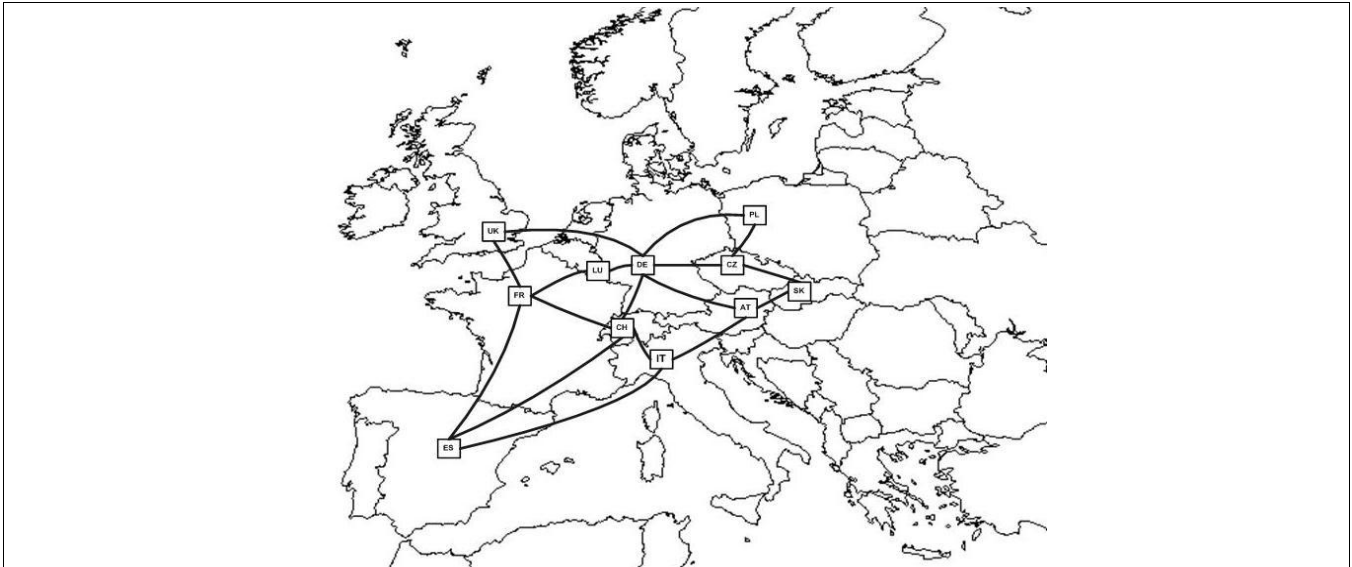 PL
UK
LU
DE
CZ
FR
SK
AT
CH
IT
ES